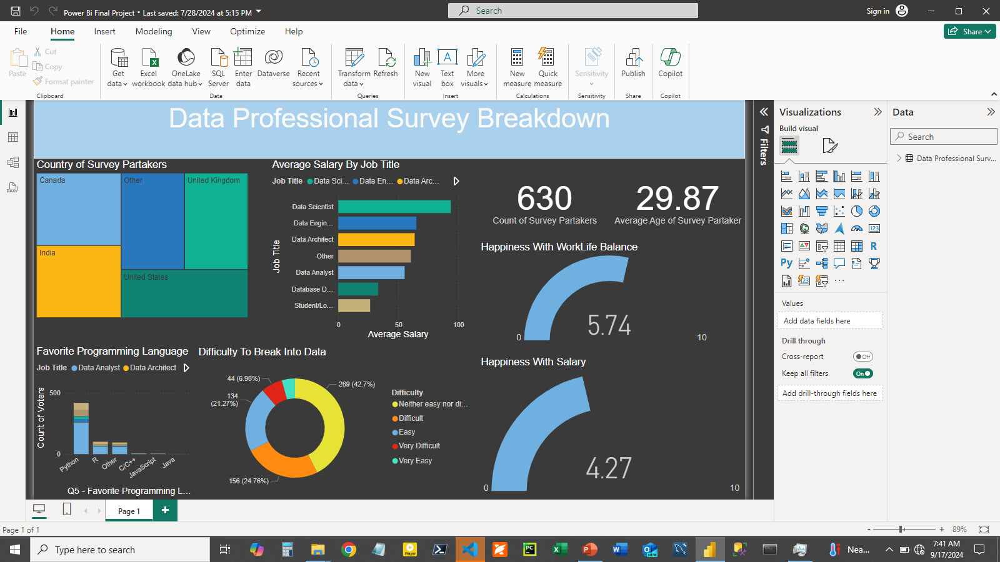 Power Bi Final Project • Last saved: 7/28/2024 at 5:15 PM
Search
Sign in
File
Home
Insert
Modeling
View
Optimize
Help
Share
Paste
Cut
Copy
Format painter
Clipboard
Get data
Excel workbook
OneLake data hub
SQL Server
Enter data
Dataverse
Recent sources
Data
Transform data
Refresh
Queries
New visual
Text box
More visuals
Insert
New measure
Quick measure
Calculations
Sensitivity
Sensitivity
Publish
Share
Copilot
Copilot
Data Professional Survey Breakdown
Country of Survey Partakers
Canada
Other
United Kingdom
India
United States
Average Salary By Job Title
Job Title
Data Sci...
Data En...
Data Arc...
Job Title
Data Scientist
Data Engin...
Data Architect
Other
Data Analyst
Database D...
Student/Lo...
0
50
100
Average Salary
630
Count of Survey Partakers
29.87
Average Age of Survey Partaker
Happiness With WorkLife Balance
5.74
0
10
Favorite Programming Language
Job Title
Data Analyst
Data Architect
Count of Voters
500
0
Python
R
Other
C/C++
JavaScript
Java
Q5 - Favorite Programming L...
Difficulty To Break Into Data
44 (6.98%)
269 (42.7%)
134 (21.27%)
156 (24.76%)
Difficulty
Neither easy nor di...
Difficult
Easy
Very Difficult
Very Easy
Happiness With Salary
4.27
0
10
Filters
Visualizations
Build visual
123
R
Py
123
Values
Add data fields here
Drill through
Cross-report
Off
Keep all filters
On
Add drill-through fields here
Data
Search
Data Professional Surv...
DAX
Page 1
+
Page 1 of 1
-
+
89%
Type here to search
Player
PC
NEW
Nea...
7:41 AM
9/17/2024